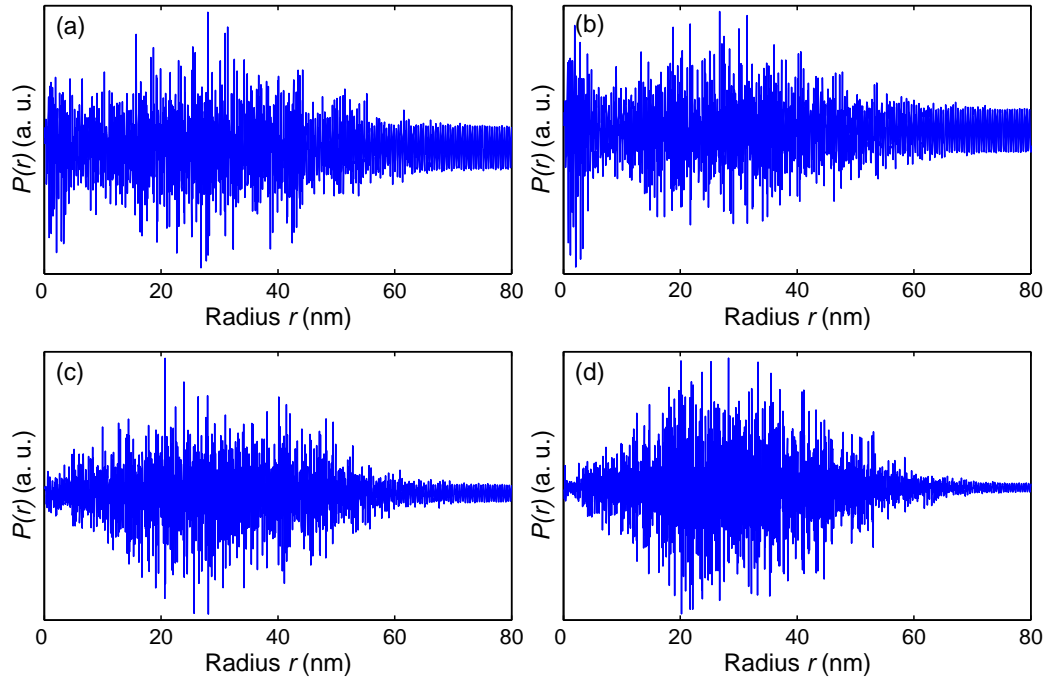 (a)
P(r) (a. u.)
0 20 40 60 80
Radius r (nm)
(b)
P(r) (a. u.)
0 20 40 60 80
Radius r (nm)
(c)
P(r) (a. u.)
0 20 40 60 80
Radius r (nm)
(d)
P(r) (a. u.)
0 20 40 60 80
Radius r (nm)